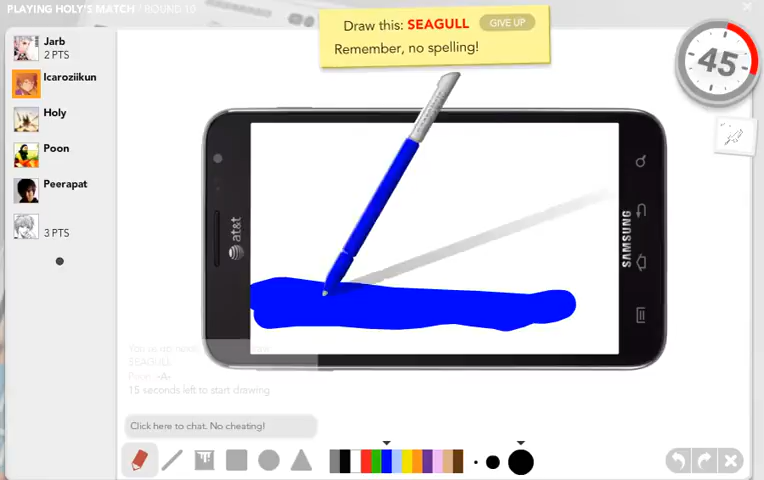 PLAYING HOLY'S MATCH / ROUND 10
Draw this: SEAGULL
GIVE UP
Remember, no spelling!
45
Jarb
2 PTS
Icaroziikun
Holy
Poon
Peerapat
3 PTS
at&t
SAMSUNG
SEAGULL
15 seconds left to start drawing
Click here to chat. No cheating!